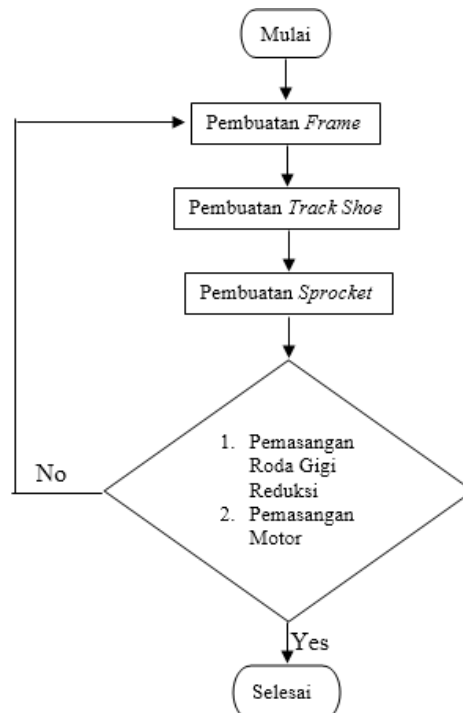 Mulai
Pembuatan Frame
Pembuatan Track Shoe
Pembuatan Sprocket
1. Pemasangan
Roda Gigi
Reduksi
2. Pemasangan
Motor
No
Yes
Selesai